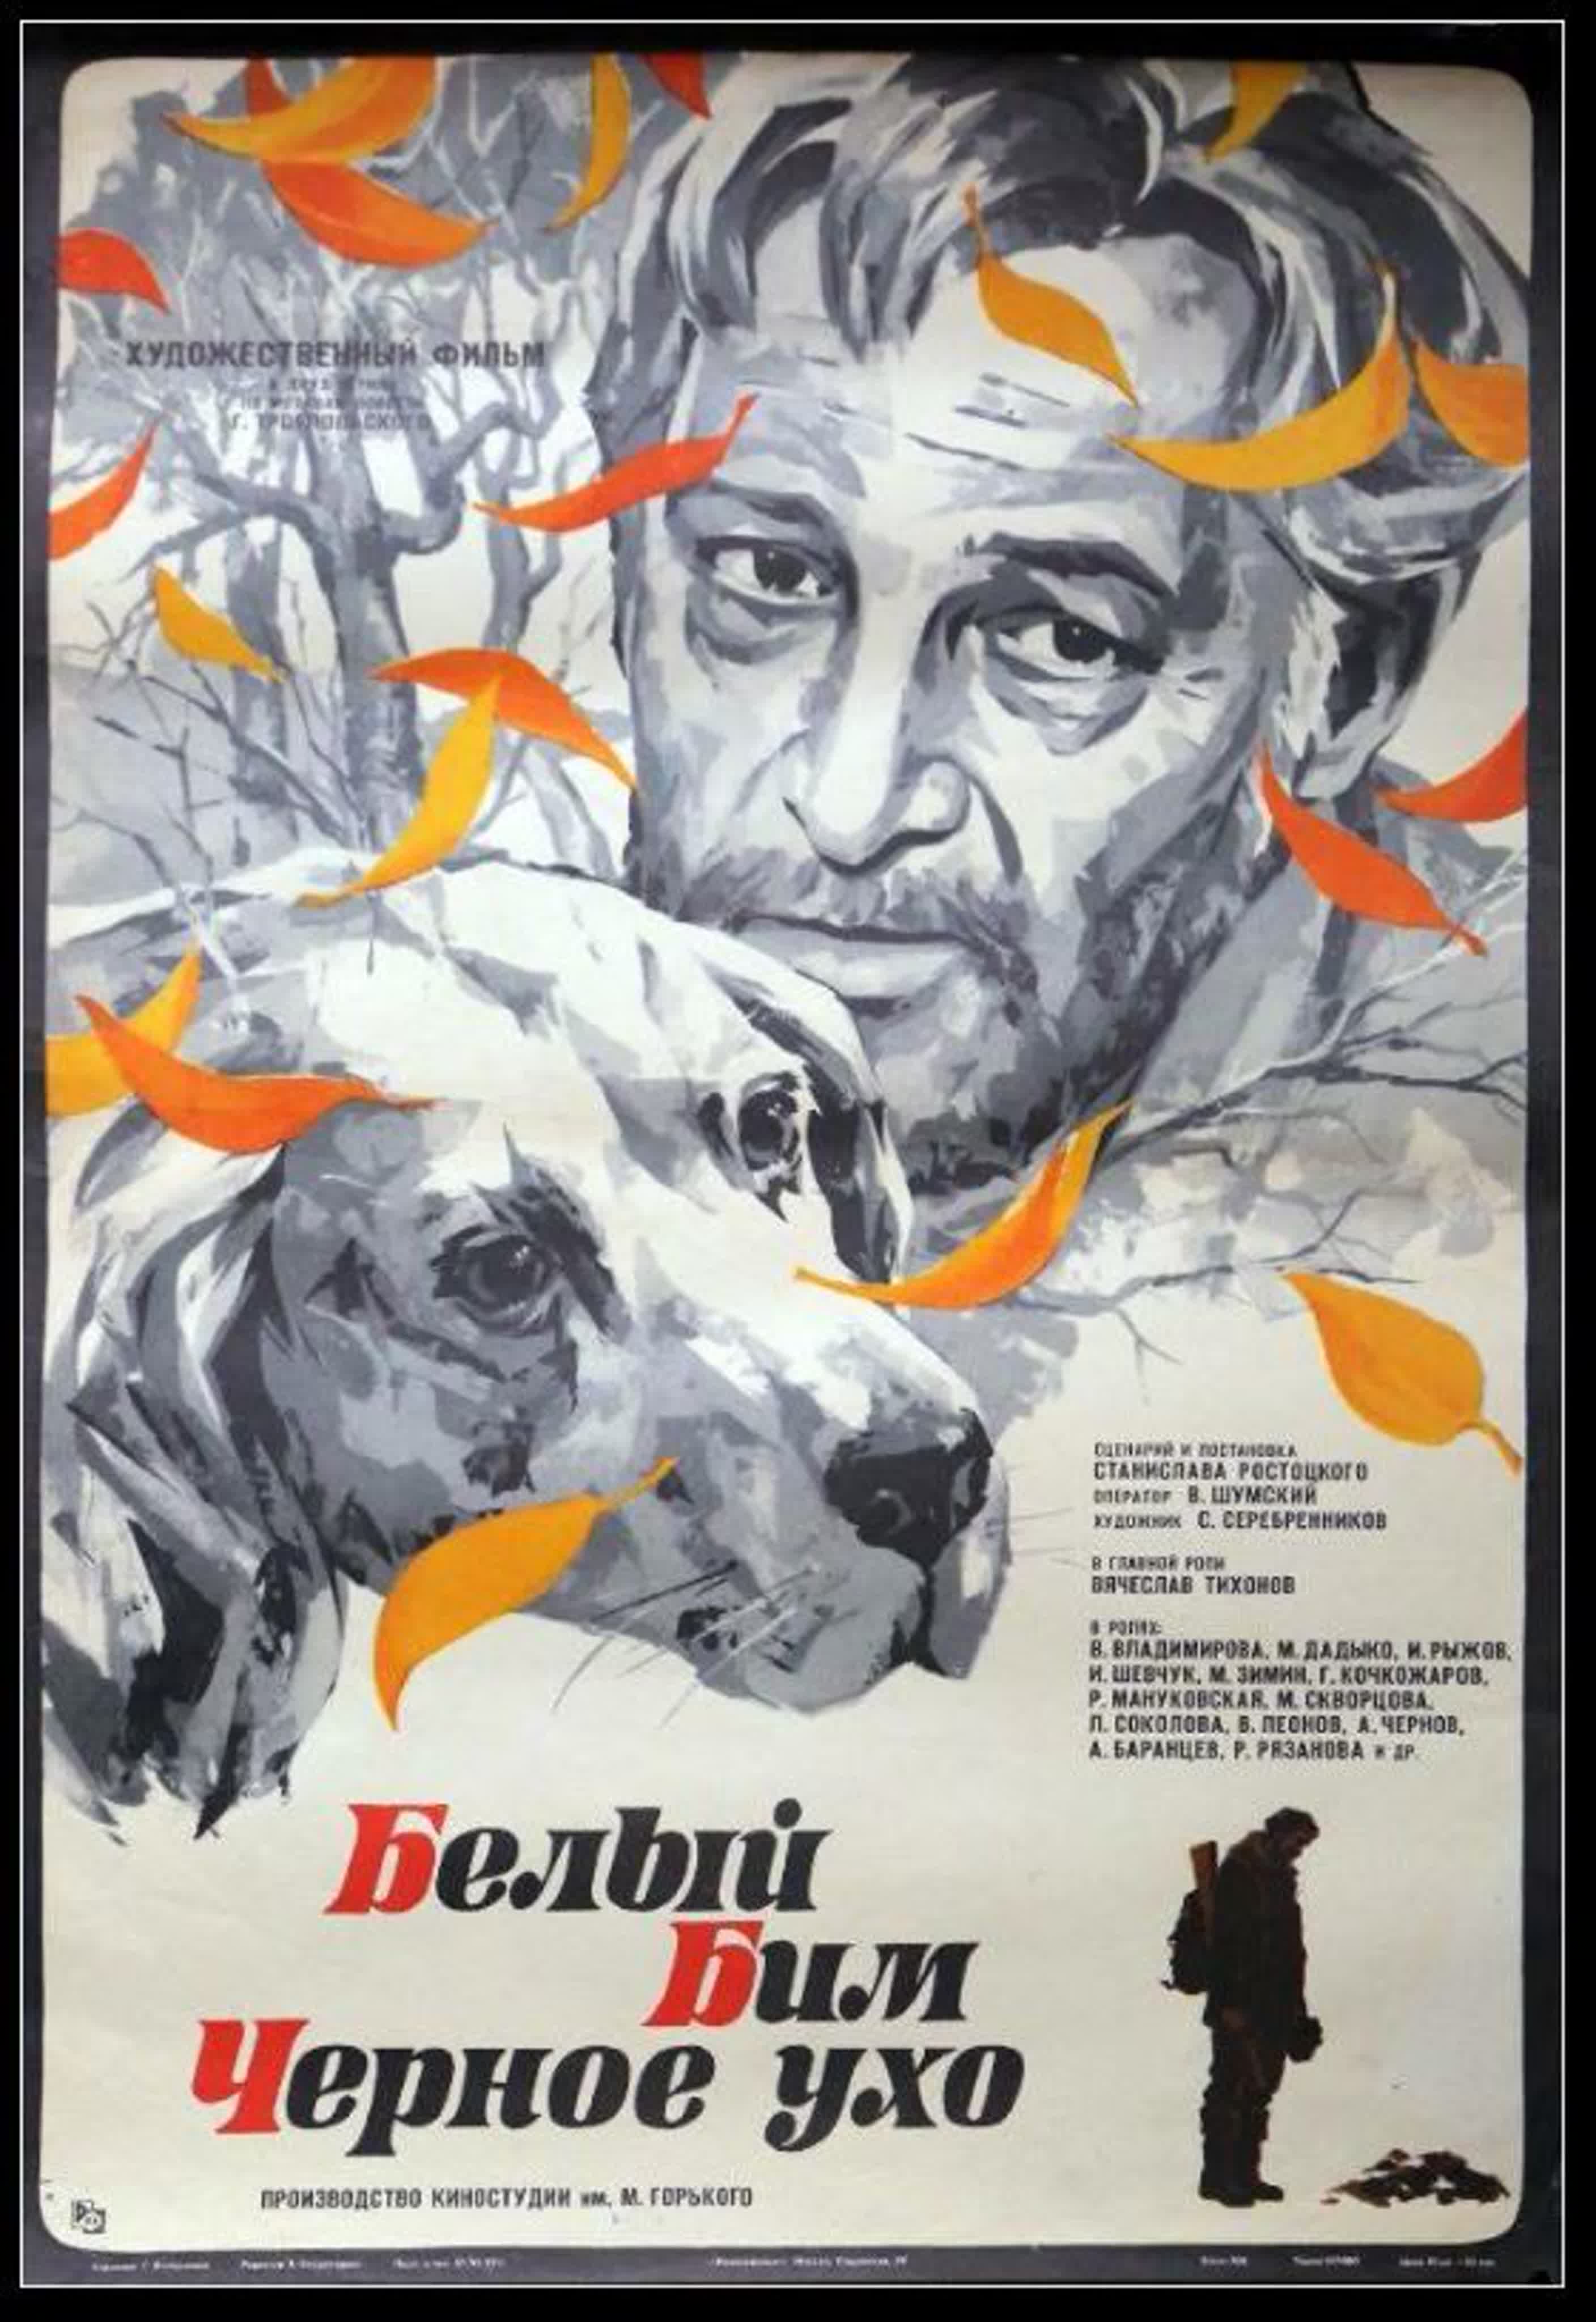 ХУДОЖЕСТВЕННЫЙ ФИЛЬМ
Г. ТРОЕПОЛЬСКОГО
СЦЕНАРИЙ И ПОСТАНОВКА
СТАНИСЛАВА РОСТОЦКОГО
ОПЕРАТОР В. ШУМСКИЙ
ХУДОЖНИК С. СЕРЕБРЕННИКОВ
В ГЛАВНОЙ РОЛИ
ВЯЧЕСЛАВ ТИХОНОВ
В РОЛЯХ:
В. ВЛАДИМИРОВА, М. ДАДЫКО, И. РЫЖОВ,
И. ШЕВЧУК, М. ЗИМИН, Г. КОЧКОЖАРОВ,
Р. МАНУКОВСКАЯ, М. СКВОРЦОВА,
Л. СОКОЛОВА, В. ЛЕОНОВ, А. ЧЕРНОВ,
А. БАРАНЦЕВ, Р. РЯЗАНОВА И ДР.
Белый
Бим
Черное ухо
ПРОИЗВОДСТВО КИНОСТУДИИ им. М. ГОРЬКОГО